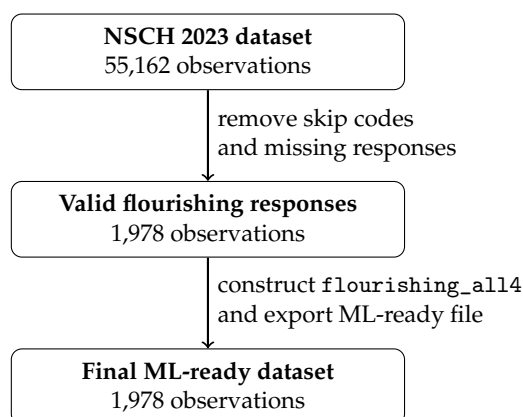 NSCH 2023 dataset
55,162 observations
remove skip codes
and missing responses
Valid flourishing responses
1,978 observations
construct flourishing_all4
and export ML-ready file
Final ML-ready dataset
1,978 observations